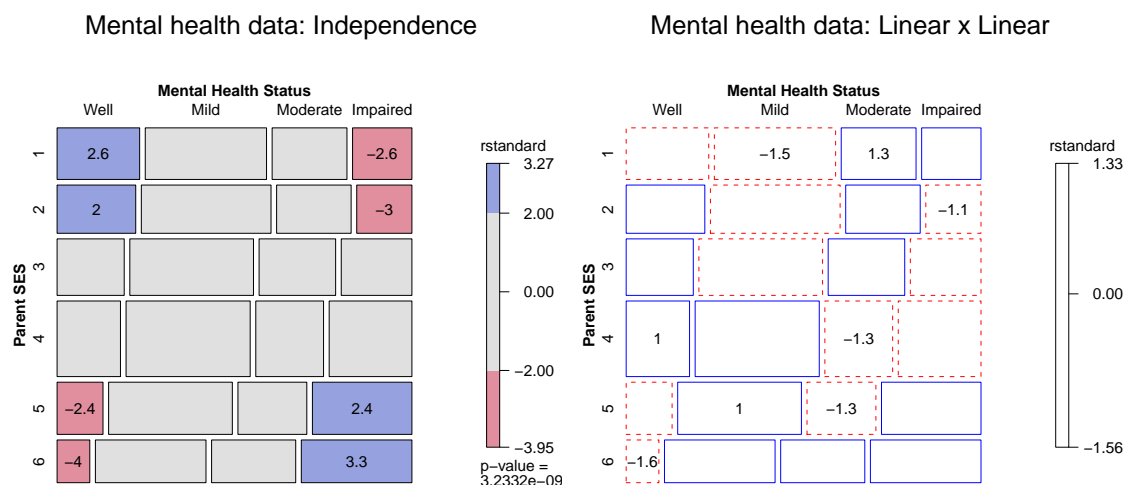 Mental health data: Independence
Mental Health Status
Well Mild Moderate Impaired
Parent SES
1 2.6 −2.6
2 2 −3
3
4
5 −2.4 2.4
6 −4 3.3
rstandard
3.27
2.00
0.00
−2.00
−3.95
p−value =
3.2332e−09
Mental health data: Linear x Linear
Mental Health Status
Well Mild Moderate Impaired
Parent SES
1 −1.5 1.3
2 −1.1
3
4 1 −1.3
5 1 −1.3
6 −1.6
rstandard
1.33
0.00
−1.56